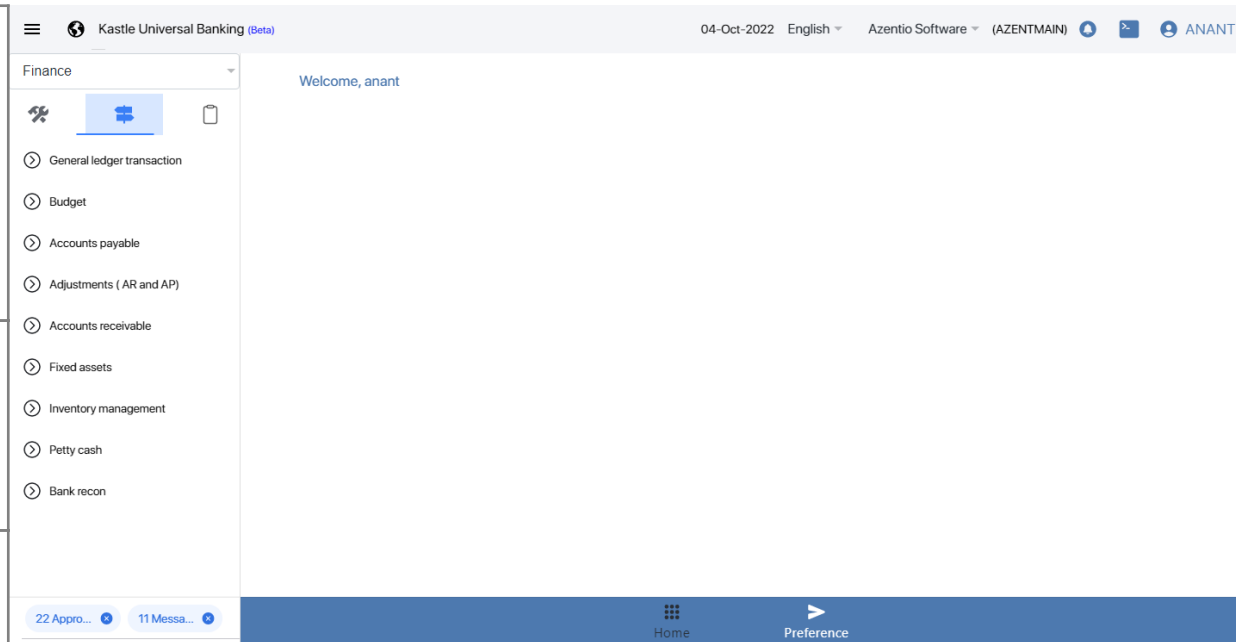 Kastle Universal Banking (Beta)
04-Oct-2022 English Azentio Software (AZENTMAIN) ANANT
Finance
Welcome, anant
General ledger transaction
Budget
Accounts payable
Adjustments ( AR and AP)
Accounts receivable
Fixed assets
Inventory management
Petty cash
Bank recon
22 Appro... 11 Messa...
Home Preference